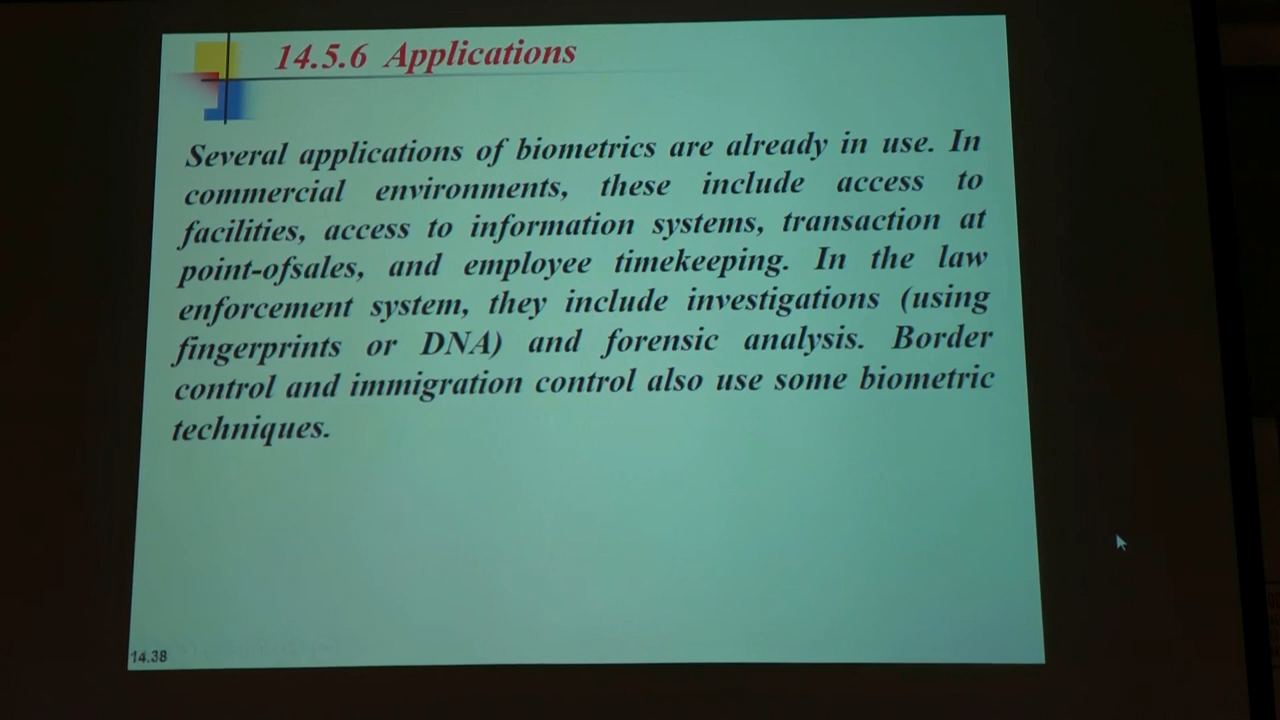 14.5.6 Applications
Several applications of biometrics are already in use. In
commercial environments, these include access to
facilities, access to information systems, transaction at
point-ofsales, and employee timekeeping. In the law
enforcement system, they include investigations (using
fingerprints or DNA) and forensic analysis. Border
control and immigration control also use some biometric
techniques.
14.38